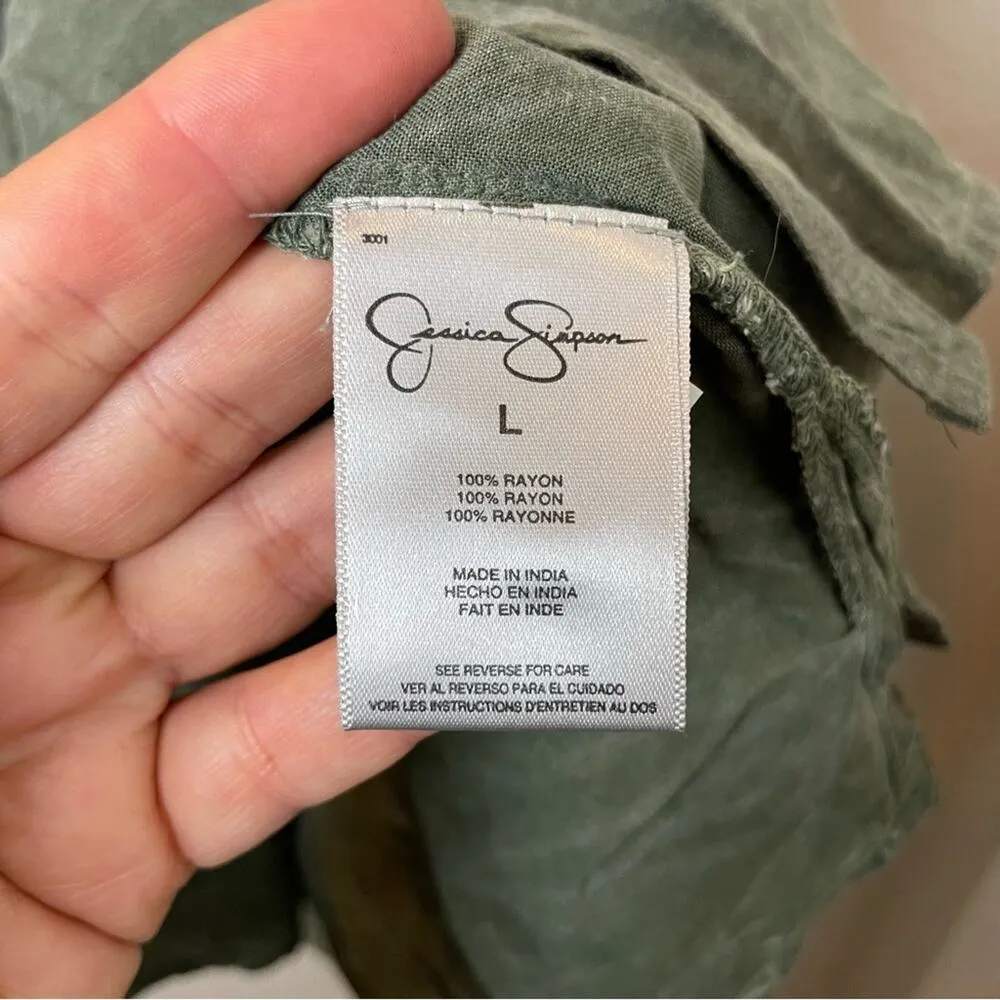 3001
Jessica Simpson
L
100% RAYON
100% RAYON
100% RAYONNE
MADE IN INDIA
HECHO EN INDIA
FAIT EN INDE
SEE REVERSE FOR CARE
VER AL REVERSO PARA EL CUIDADO
VOIR LES INSTRUCTIONS D'ENTRETIEN AU DOS